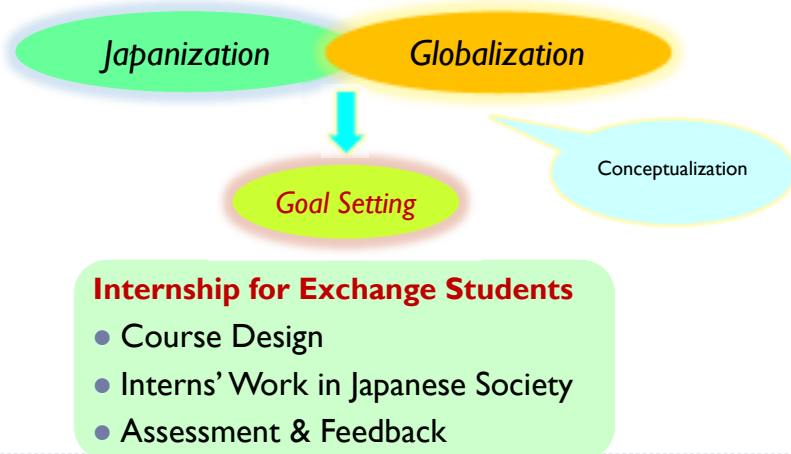 Japanization
Globalization
Conceptualization
Goal Setting
Internship for Exchange Students
● Course Design
● Interns' Work in Japanese Society
● Assessment & Feedback